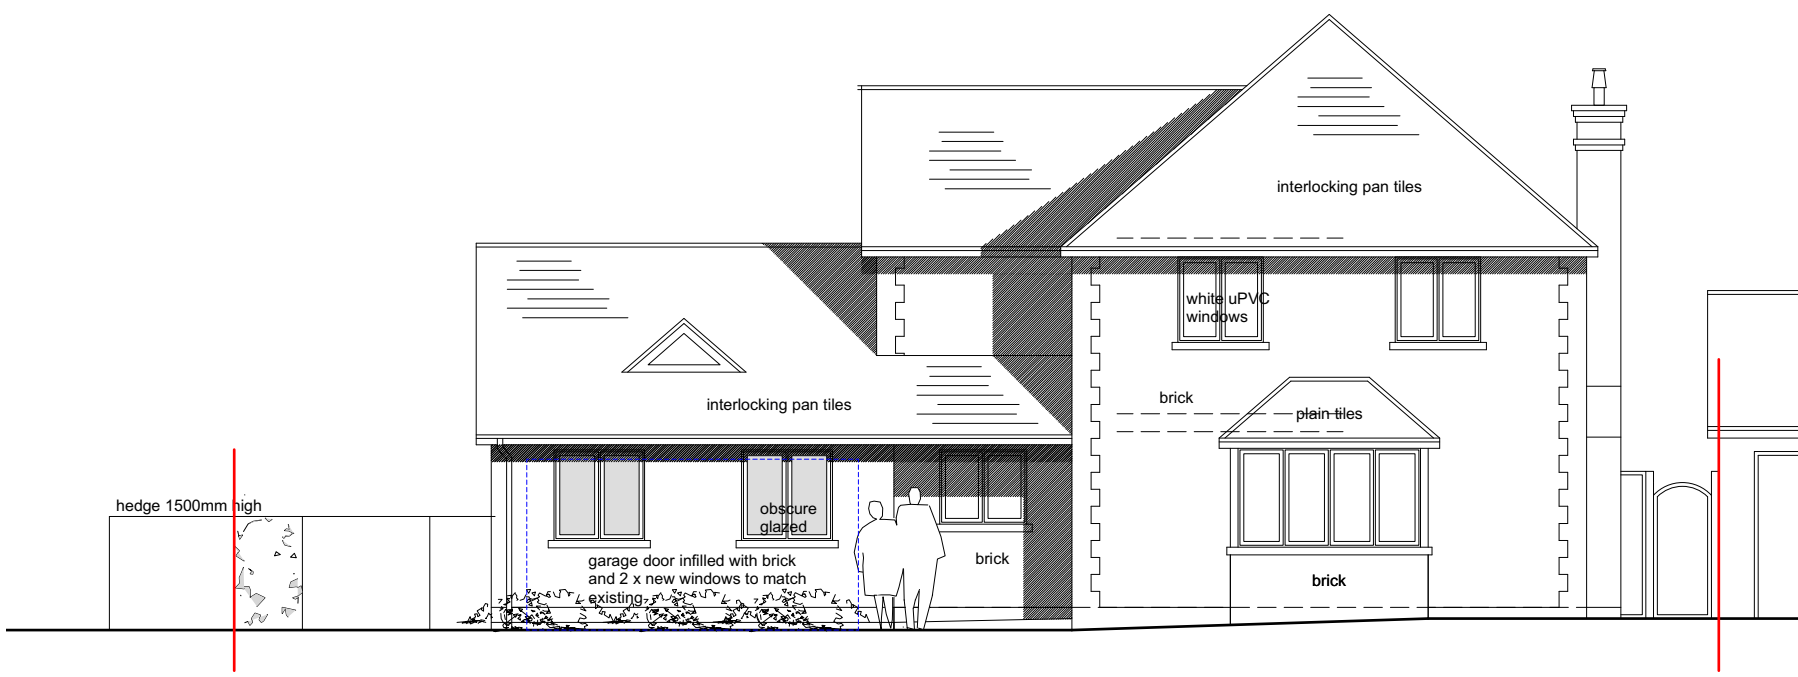 interlocking pan tiles
white uPVC
windows
interlocking pan tiles
brick
plain tiles
hedge 1500mm high
obscure
glazed
garage door infilled with brick
and 2 x new windows to match
existing
brick
brick